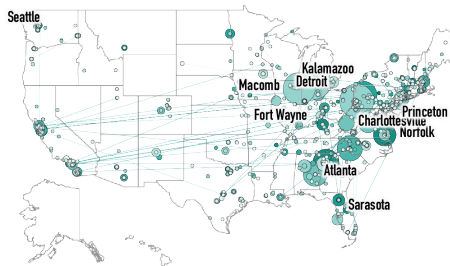 Seattle
Kalamazoo
Detroit
Macomb
Princeton
Fort Wayne
Charlottesville
Norfolk
Atlanta
Sarasota